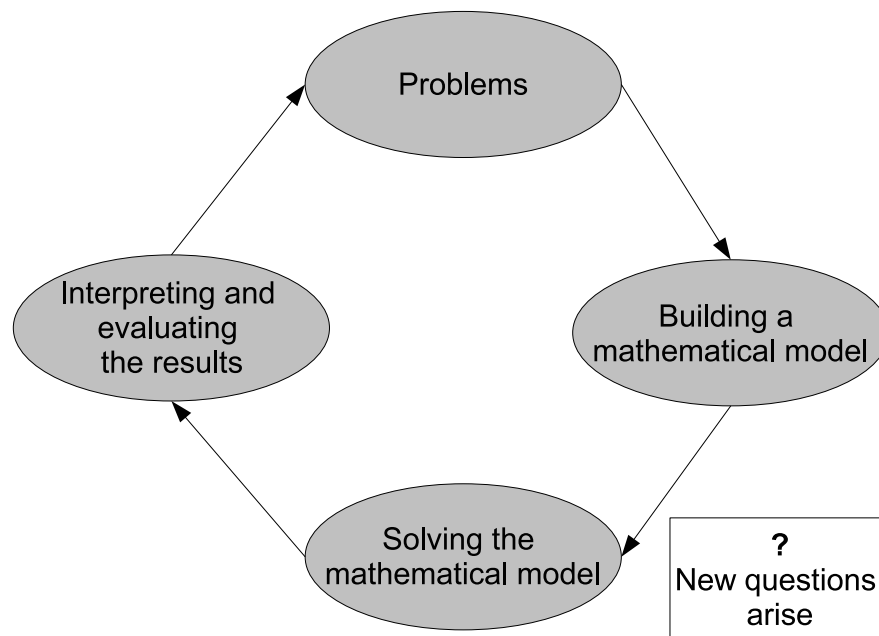 Problems
Building a
mathematical model
Solving the
mathematical model
Interpreting and
evaluating
the results
?
New questions
arise